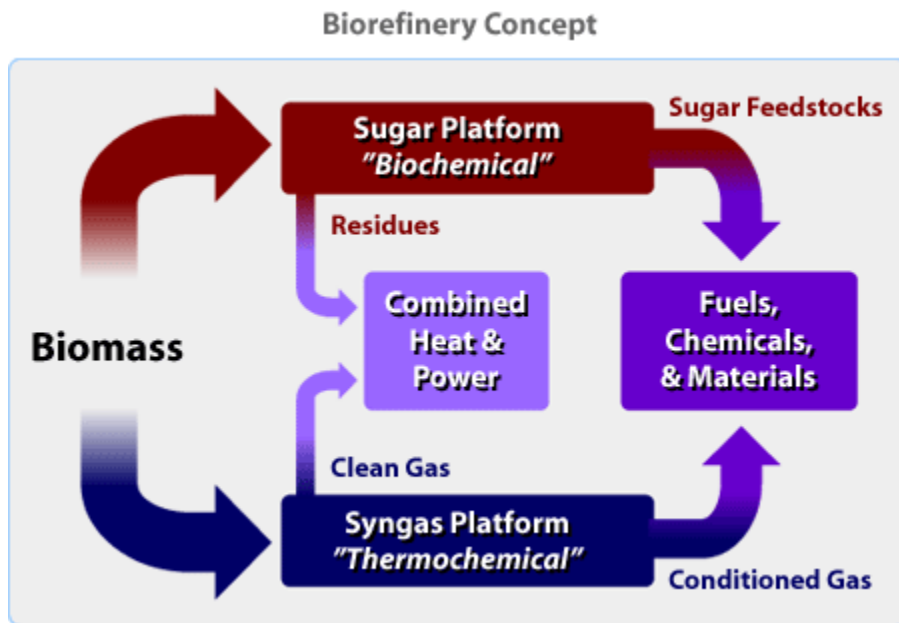 Biorefinery Concept
Sugar Platform
"Biochemical"
Sugar Feedstocks
Residues
Biomass
Combined
Heat &
Power
Fuels,
Chemicals,
& Materials
Clean Gas
Syngas Platform
"Thermochemical"
Conditioned Gas